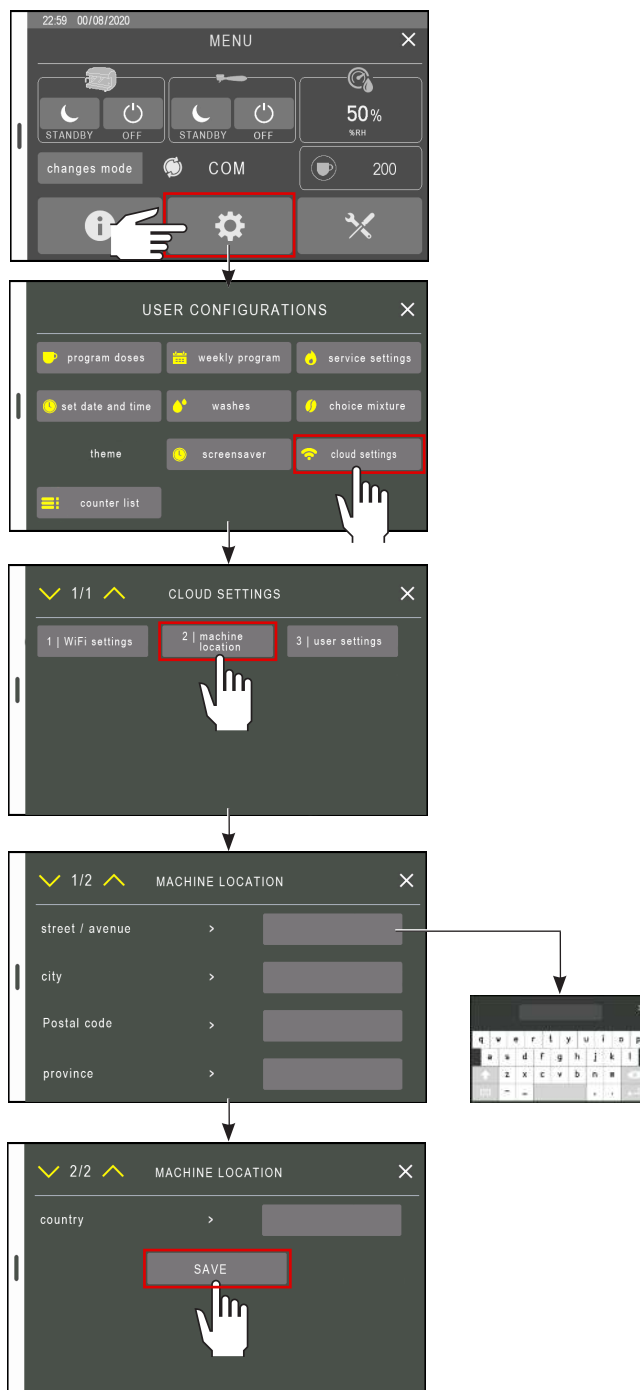 22:59 00/08/2020
MENU
STANDBY OFF STANDBY OFF
50%
%RH
changes mode COM 200
USER CONFIGURATIONS
program doses weekly program service settings
set date and time washes choice mixture
theme screensaver cloud settings
counter list
1/1 CLOUD SETTINGS
1 | WiFi settings 2 | machine location 3 | user settings
1/2 MACHINE LOCATION
street / avenue >
city >
Postal code >
province >
q w e r t y u i o p
a s d f g h j k l
z x c v b n m
2/2 MACHINE LOCATION
country >
SAVE